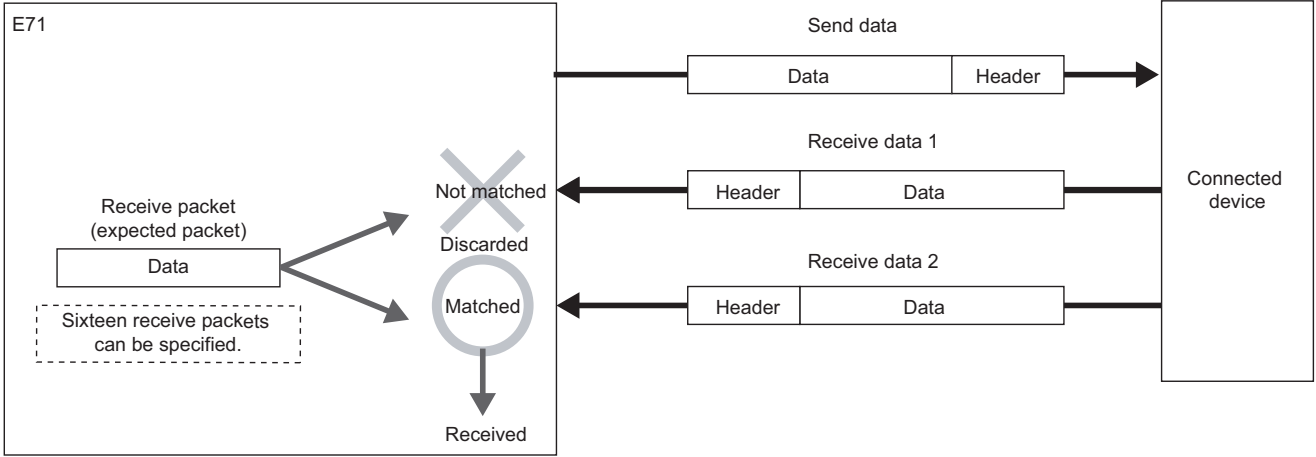 E71
Send data
Data
Header
Receive data 1
Header
Data
Not matched
Discarded
Receive packet
(expected packet)
Data
Sixteen receive packets
can be specified.
Receive data 2
Header
Data
Matched
Received
Connected
device